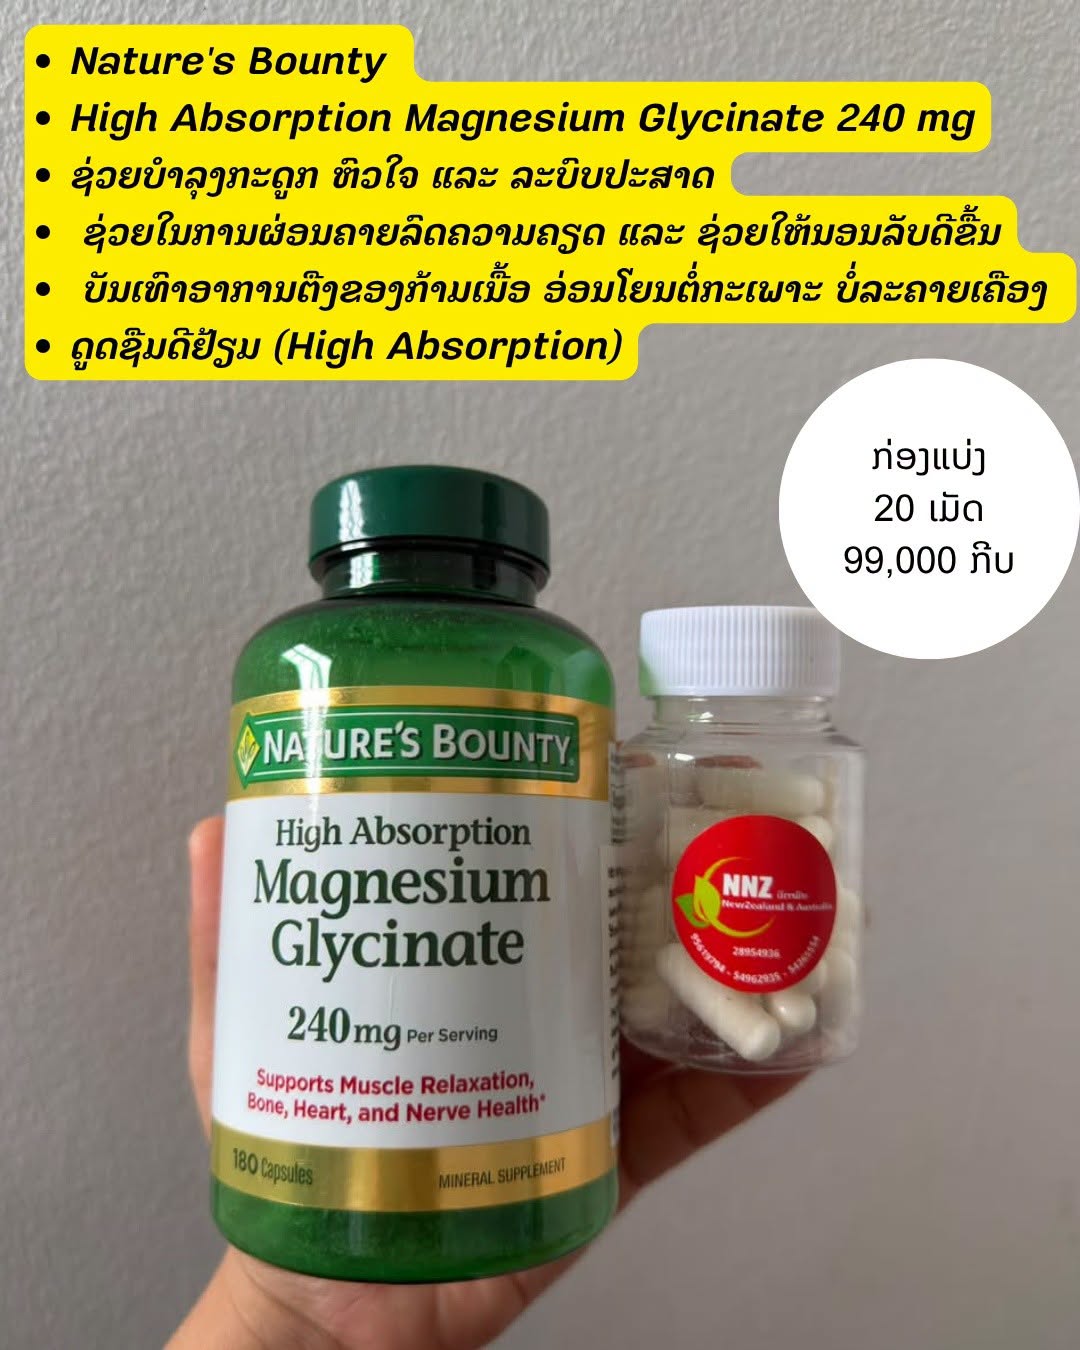 • Nature's Bounty
• High Absorption Magnesium Glycinate 240 mg
• ຊ່ວຍບໍາລຸງກະດູກ ຫົວໃຈ ແລະ ລະບົບປະສາດ
• ຊ່ວຍໃນການຜ່ອນຄາຍລົດຄວາມຄຽດ ແລະ ຊ່ວຍໃຫ້ນອນລັບດີຂຶ້ນ
• ບັນເທົາອາການຕືງຂອງກ້າມເນື້ອ ອ່ອນໂຍນຕໍ່ກະເພາະ ບໍ່ລະຄາຍເຄືອງ
• ດູດຊຶມດີຢ້ຽມ (High Absorption)
ກ່ອງແບ່ງ
20 ເມັດ
99,000 ກີບ
NATURE'S BOUNTY
High Absorption
Magnesium
Glycinate
240mg Per Serving
Supports Muscle Relaxation,
Bone, Heart, and Nerve Health*
180 Capsules
MINERAL SUPPLEMENT
NNZ
NewZealand & Australia
28954936
95619794 - 54962935 - 54265554